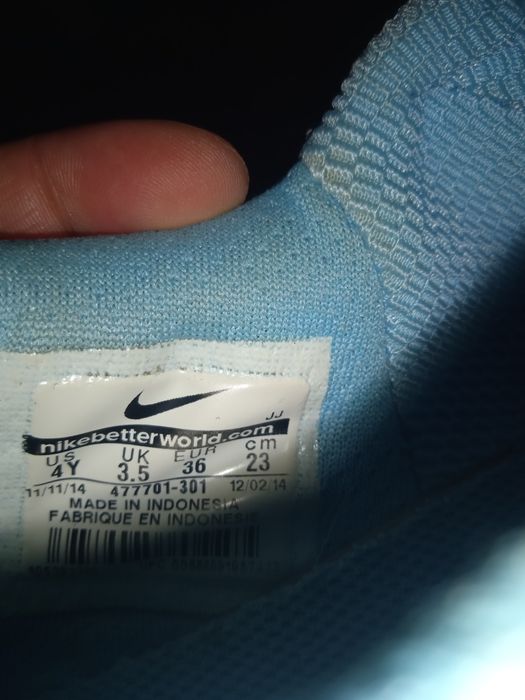 JJ
nikebetterworld.com
US UK EUR cm
4Y 3.5 36 23
11/11/14 477701-301 12/02/14
MADE IN INDONESIA
FABRIQUE EN INDONESIE
UPC